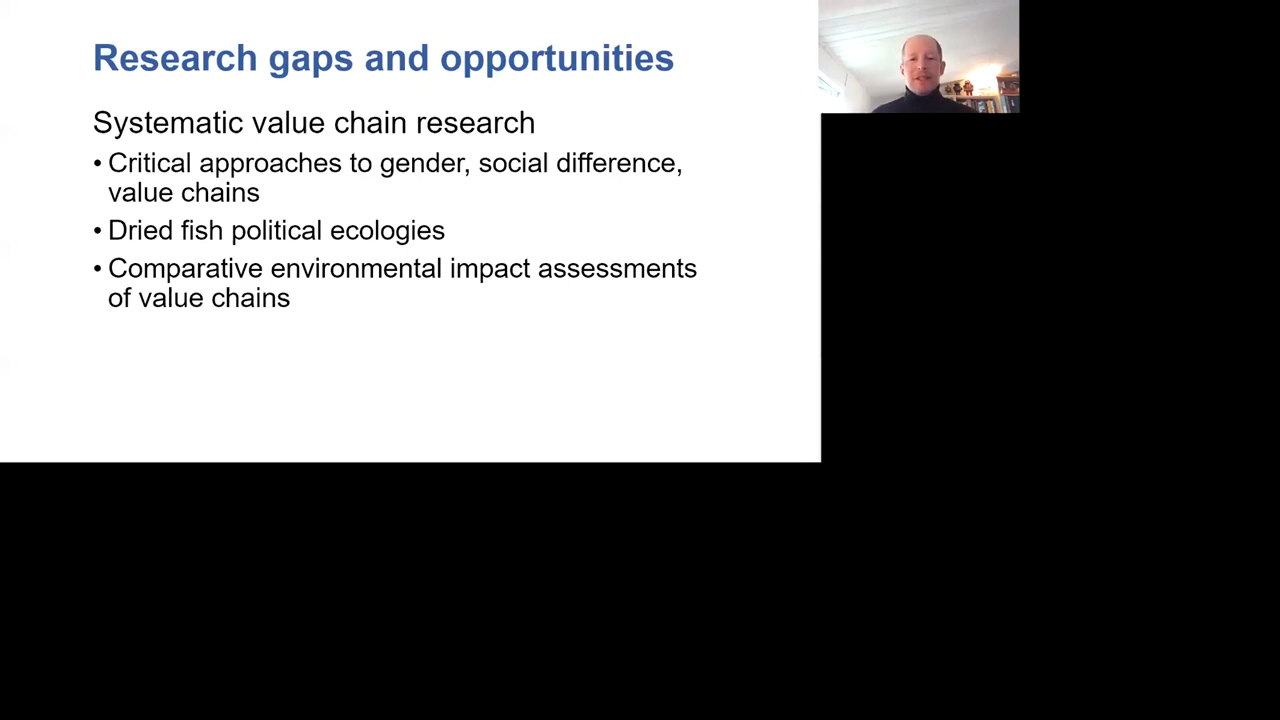 Research gaps and opportunities
Systematic value chain research
• Critical approaches to gender, social difference,
value chains
• Dried fish political ecologies
• Comparative environmental impact assessments
of value chains